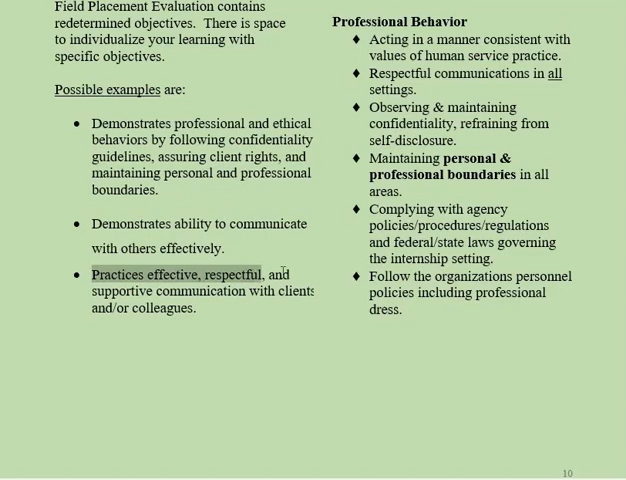 Field Placement Evaluation contains
redetermined objectives.  There is space
to individualize your learning with
specific objectives.
Possible examples are:
• Demonstrates professional and ethical
behaviors by following confidentiality
guidelines, assuring client rights, and
maintaining personal and professional
boundaries.
• Demonstrates ability to communicate
with others effectively.
• Practices effective, respectful, and
supportive communication with clients
and/or colleagues.
Professional Behavior
♦ Acting in a manner consistent with
values of human service practice.
♦ Respectful communications in all
settings.
♦ Observing & maintaining
confidentiality, refraining from
self-disclosure.
♦ Maintaining personal &
professional boundaries in all
areas.
♦ Complying with agency
policies/procedures/regulations
and federal/state laws governing
the internship setting.
♦ Follow the organizations personnel
policies including professional
dress.
10